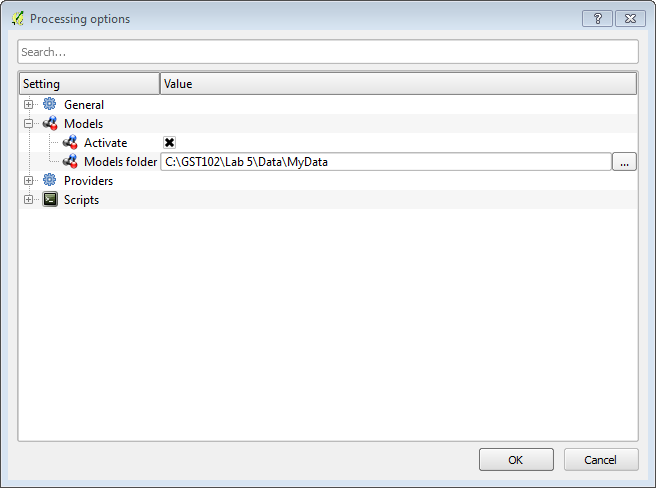 Processing options
Search...
Setting Value
General
Models
Activate
Models folder C:\GST102\Lab 5\Data\MyData ...
Providers
Scripts
OK Cancel